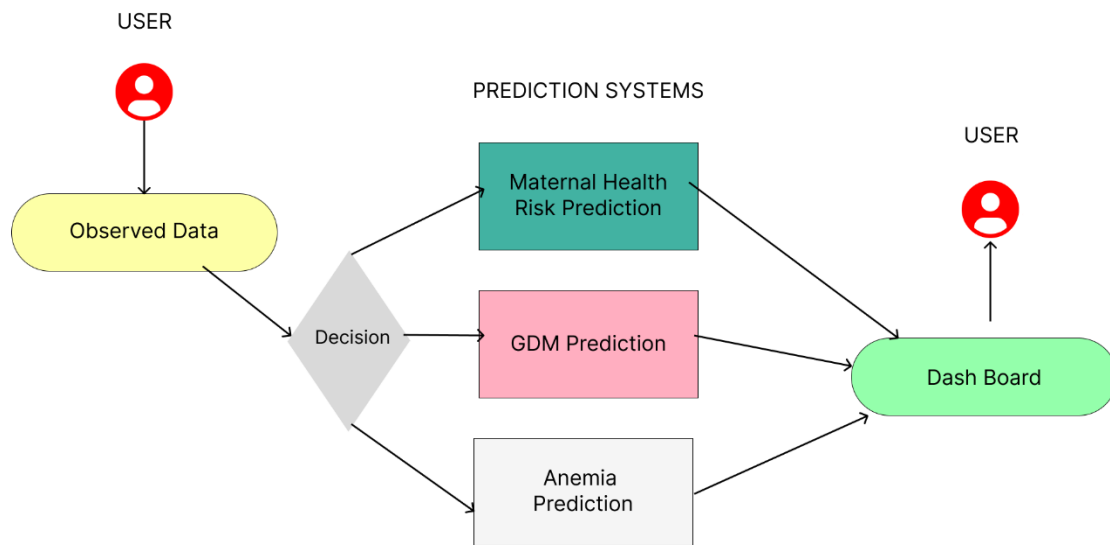 USER
PREDICTION SYSTEMS
USER
Maternal Health
Risk Prediction
Observed Data
Decision
GDM Prediction
Dash Board
Anemia
Prediction